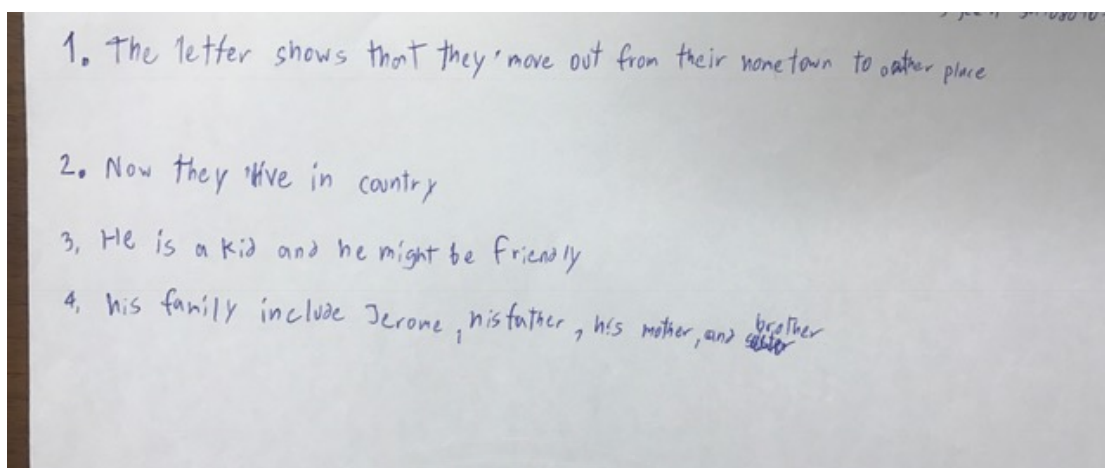 1. The letter shows that they move out from their hometown to oather place
2. Now they live in country
3, He is a kid and he might be friendly
4, his family include Jerome, his father, his mother, and brother